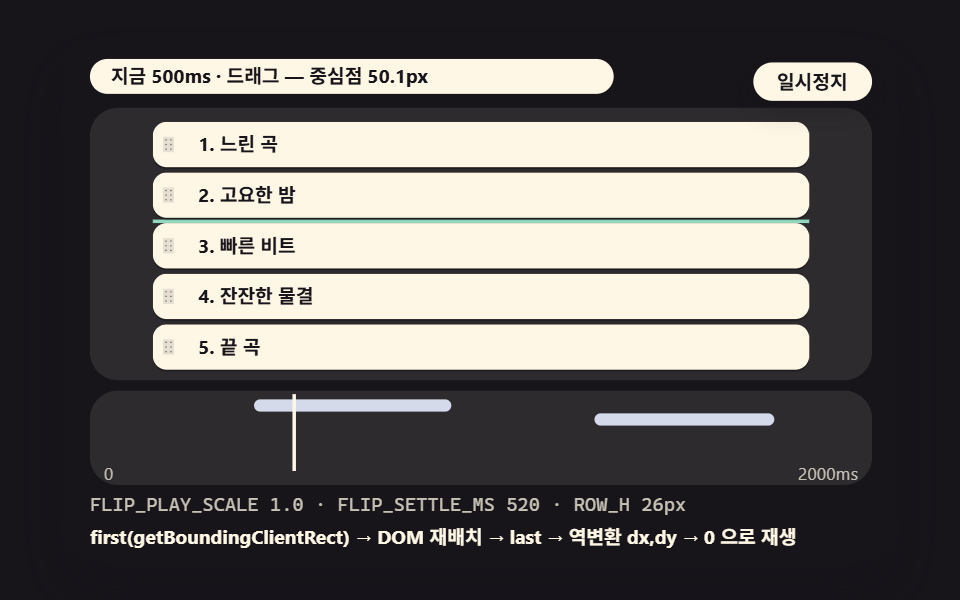 지금 500ms · 드래그 — 중심점 50.1px
일시정지
1. 느린 곡
2. 고요한 밤
3. 빠른 비트
4. 잔잔한 물결
5. 끝 곡
0
2000ms
FLIP_PLAY_SCALE 1.0 · FLIP_SETTLE_MS 520 · ROW_H 26px
first(getBoundingClientRect) → DOM 재배치 → last → 역변환 dx,dy → 0 으로 재생